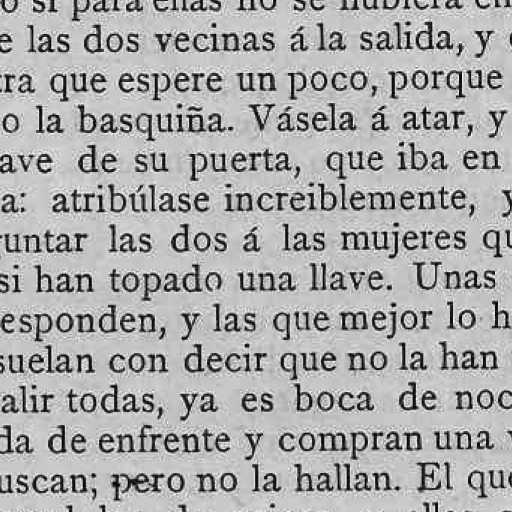 o si para ellas no se hubiera en
e las dos vecinas á la salida, y
ra que espere un poco, porque
o la basquiña. Vásela á atar, y
ave de su puerta, que iba en
a: atribúlase increiblemente, y
untar las dos á las mujeres qu
si han topado una llave. Unas
esponden, y las que mejor lo h
suelan con decir que no la han
alir todas, ya es boca de noc
da de enfrente y compran una v
uscan; pero no la hallan. El que